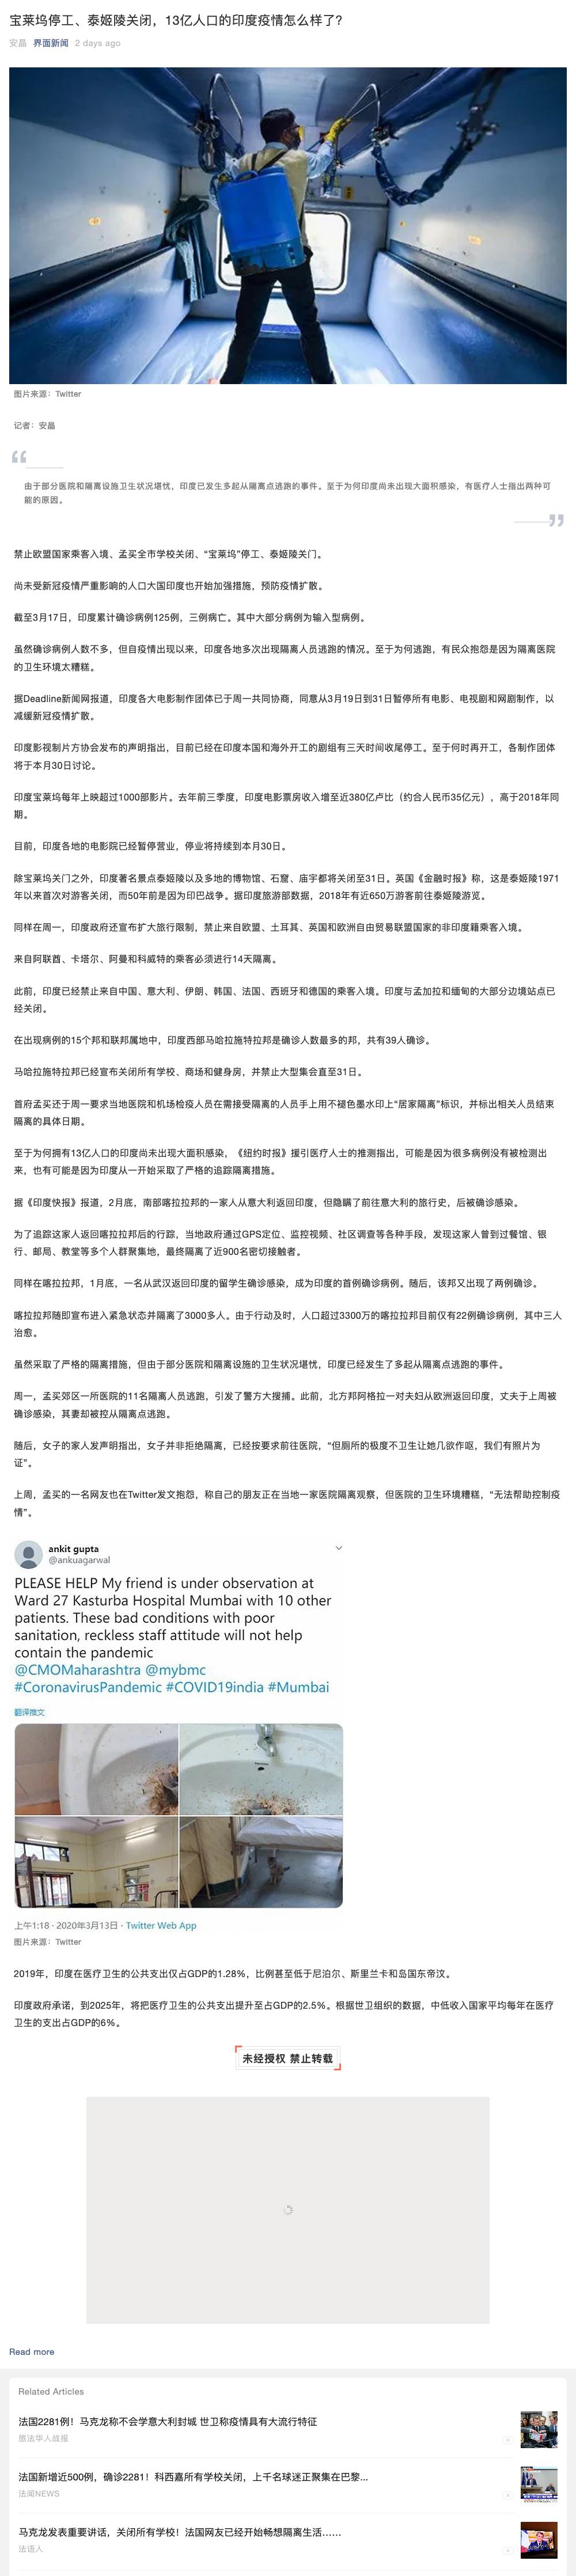 宝莱坞停工、泰姬陵关闭，13亿人口的印度疫情怎么样了?
安晶 界面新闻 2 days ago
图片来源：Twitter
记者：安晶
“
由于部分医院和隔离设施卫生状况堪忧，印度已发生多起从隔离点逃跑的事件。至于为何印度尚未出现大面积感染，有医疗人士指出两种可
能的原因。
”
禁止欧盟国家乘客入境、孟买全市学校关闭、“宝莱坞”停工、泰姬陵关门。
尚未受新冠疫情严重影响的人口大国印度也开始加强措施，预防疫情扩散。
截至3月17日，印度累计确诊病例125例，三例病亡。其中大部分病例为输入型病例。
虽然确诊病例人数不多，但自疫情出现以来，印度各地多次出现隔离人员逃跑的情况。至于为何逃跑，有民众抱怨是因为隔离医院
的卫生环境太糟糕。
据Deadline新闻网报道，印度各大电影制作团体已于周一共同协商，同意从3月19日到31日暂停所有电影、电视剧和网剧制作，以
减缓新冠疫情扩散。
印度影视制片方协会发布的声明指出，目前已经在印度本国和海外开工的剧组有三天时间收尾停工。至于何时再开工，各制作团体
将于本月30日讨论。
印度宝莱坞每年上映超过1000部影片。去年前三季度，印度电影票房收入增至近380亿卢比（约合人民币35亿元），高于2018年同
期。
目前，印度各地的电影院已经暂停营业，停业将持续到本月30日。
除宝莱坞关门之外，印度著名景点泰姬陵以及多地的博物馆、石窟、庙宇都将关闭至31日。英国《金融时报》称，这是泰姬陵1971
年以来首次对游客关闭，而50年前是因为印巴战争。据印度旅游部数据，2018年有近650万游客前往泰姬陵游览。
同样在周一，印度政府还宣布扩大旅行限制，禁止来自欧盟、土耳其、英国和欧洲自由贸易联盟国家的非印度籍乘客入境。
来自阿联酋、卡塔尔、阿曼和科威特的乘客必须进行14天隔离。
此前，印度已经禁止来自中国、意大利、伊朗、韩国、法国、西班牙和德国的乘客入境。印度与孟加拉和缅甸的大部分边境站点已
经关闭。
在出现病例的15个邦和联邦属地中，印度西部马哈拉施特拉邦是确诊人数最多的邦，共有39人确诊。
马哈拉施特拉邦已经宣布关闭所有学校、商场和健身房，并禁止大型集会直至31日。
首府孟买还于周一要求当地医院和机场检疫人员在需接受隔离的人员手上用不褪色墨水印上“居家隔离”标识，并标出相关人员结束
隔离的具体日期。
至于为何拥有13亿人口的印度尚未出现大面积感染，《纽约时报》援引医疗人士的推测指出，可能是因为很多病例没有被检测出
来，也有可能是因为印度从一开始采取了严格的追踪隔离措施。
据《印度快报》报道，2月底，南部喀拉拉邦的一家人从意大利返回印度，但隐瞒了前往意大利的旅行史，后被确诊感染。
为了追踪这家人返回喀拉拉邦后的行踪，当地政府通过GPS定位、监控视频、社区调查等各种手段，发现这家人曾到过餐馆、银
行、邮局、教堂等多个人群聚集地，最终隔离了近900名密切接触者。
同样在喀拉拉邦，1月底，一名从武汉返回印度的留学生确诊感染，成为印度的首例确诊病例。随后，该邦又出现了两例确诊。
喀拉拉邦随即宣布进入紧急状态并隔离了3000多人。由于行动及时，人口超过3300万的喀拉拉邦目前仅有22例确诊病例，其中三人
治愈。
虽然采取了严格的隔离措施，但由于部分医院和隔离设施的卫生状况堪忧，印度已经发生了多起从隔离点逃跑的事件。
周一，孟买郊区一所医院的11名隔离人员逃跑，引发了警方大搜捕。此前，北方邦阿格拉一对夫妇从欧洲返回印度，丈夫于上周被
确诊感染，其妻却被控从隔离点逃跑。
随后，女子的家人发声明指出，女子并非拒绝隔离，已经按要求前往医院，“但厕所的极度不卫生让她几欲作呕，我们有照片为
证”。
上周，孟买的一名网友也在Twitter发文抱怨，称自己的朋友正在当地一家医院隔离观察，但医院的卫生环境糟糕，“无法帮助控制疫
情”。
ankit gupta
@ankuagarwal
PLEASE HELP My friend is under observation at
Ward 27 Kasturba Hospital Mumbai with 10 other
patients. These bad conditions with poor
sanitation, reckless staff attitude will not help
contain the pandemic
@CMOMaharashtra @mybmc
#CoronavirusPandemic #COVID19india #Mumbai
翻译推文
上午1:18 · 2020年3月13日 · Twitter Web App
图片来源：Twitter
2019年，印度在医疗卫生的公共支出仅占GDP的1.28%，比例甚至低于尼泊尔、斯里兰卡和岛国东帝汶。
印度政府承诺，到2025年，将把医疗卫生的公共支出提升至占GDP的2.5%。根据世卫组织的数据，中低收入国家平均每年在医疗
卫生的支出占GDP的6%。
未经授权 禁止转载
Read more
Related Articles
法国2281例！马克龙称不会学意大利封城 世卫称疫情具有大流行特征
旅法华人战报
法国新增近500例，确诊2281！科西嘉所有学校关闭，上千名球迷正聚集在巴黎...
法闻NEWS
马克龙发表重要讲话，关闭所有学校！法国网友已经开始畅想隔离生活……
法语人